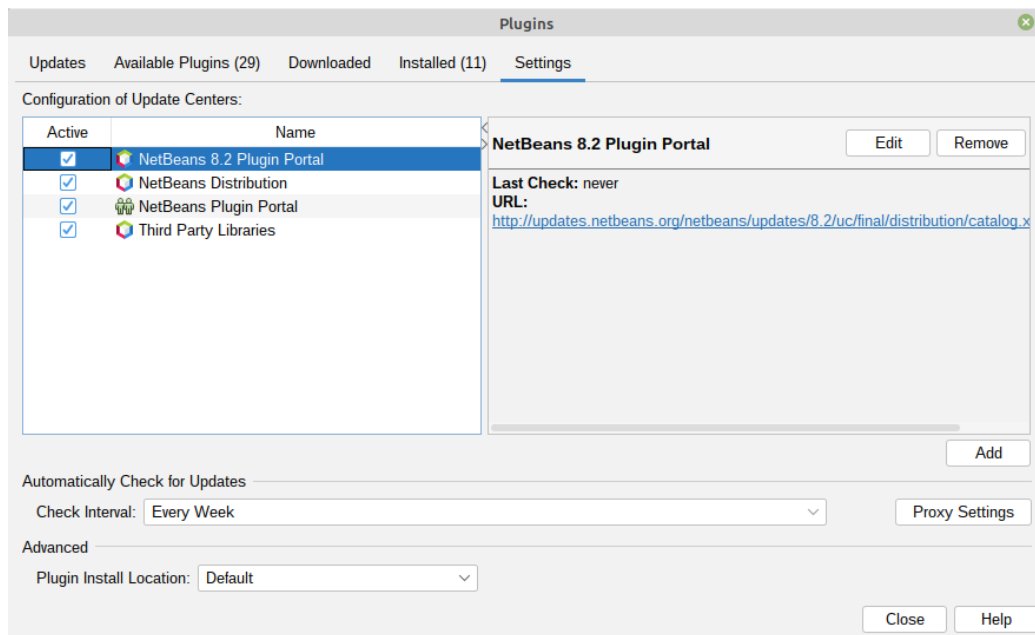 Plugins
Updates Available Plugins (29) Downloaded Installed (11) Settings
Configuration of Update Centers:
Active Name
NetBeans 8.2 Plugin Portal
NetBeans Distribution
NetBeans Plugin Portal
Third Party Libraries
NetBeans 8.2 Plugin Portal Edit Remove
Last Check: never
URL:
http://updates.netbeans.org/netbeans/updates/8.2/uc/final/distribution/catalog.x
Add
Automatically Check for Updates
Check Interval: Every Week Proxy Settings
Advanced
Plugin Install Location: Default
Close Help